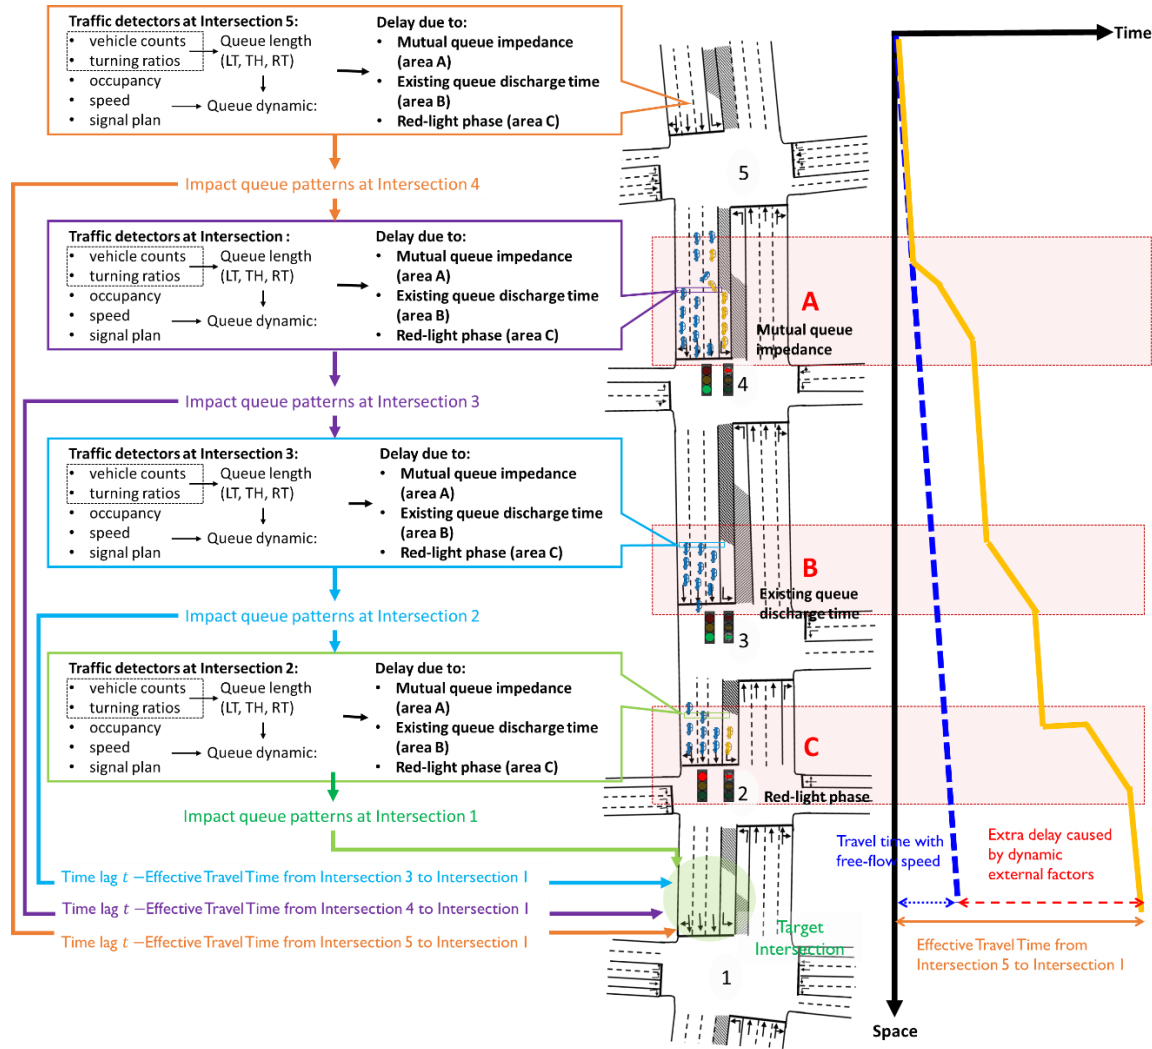 Traffic detectors at Intersection 5:
• vehicle counts
• turning ratios
• occupancy
• speed
• signal plan
Queue length
(LT, TH, RT)
Queue dynamic:
Delay due to:
• Mutual queue impedance
(area A)
• Existing queue discharge time
(area B)
• Red-light phase (area C)
Impact queue patterns at Intersection 4
Traffic detectors at Intersection :
• vehicle counts
• turning ratios
• occupancy
• speed
• signal plan
Queue length
(LT, TH, RT)
Queue dynamic:
Delay due to:
• Mutual queue impedance
(area A)
• Existing queue discharge time
(area B)
• Red-light phase (area C)
Impact queue patterns at Intersection 3
Traffic detectors at Intersection 3:
• vehicle counts
• turning ratios
• occupancy
• speed
• signal plan
Queue length
(LT, TH, RT)
Queue dynamic:
Delay due to:
• Mutual queue impedance
(area A)
• Existing queue discharge time
(area B)
• Red-light phase (area C)
Impact queue patterns at Intersection 2
Traffic detectors at Intersection 2:
• vehicle counts
• turning ratios
• occupancy
• speed
• signal plan
Queue length
(LT, TH, RT)
Queue dynamic:
Delay due to:
• Mutual queue impedance
(area A)
• Existing queue discharge time
(area B)
• Red-light phase (area C)
Impact queue patterns at Intersection 1
Time lag t −Effective Travel Time from Intersection 3 to Intersection 1
Time lag t −Effective Travel Time from Intersection 4 to Intersection 1
Time lag t −Effective Travel Time from Intersection 5 to Intersection 1
5
A
Mutual queue
impedance
4
B
Existing queue
discharge time
3
C
Red-light phase
2
Target
Intersection
1
Time
Travel time with
free-flow speed
Extra delay caused
by dynamic
external factors
Effective Travel Time from
Intersection 5 to Intersection 1
Space